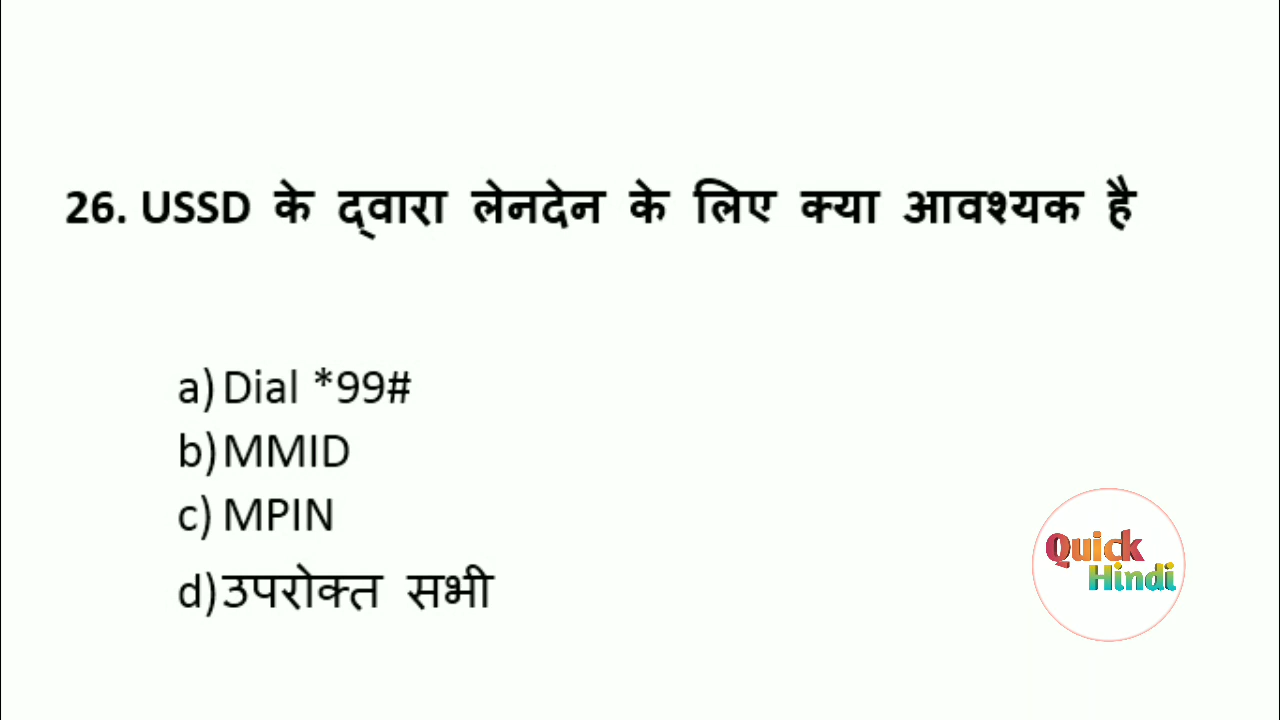 26. USSD के द्वारा लेनदेन के लिए क्या आवश्यक है
a) Dial *99#
b) MMID
c) MPIN
d) उपरोक्त सभी
Quick
Hindi